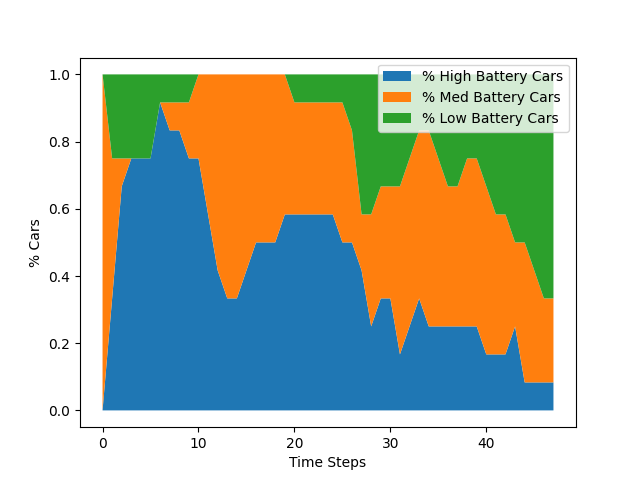 1.0
0.8
0.6
0.4
0.2
0.0
% Cars
% High Battery Cars
% Med Battery Cars
% Low Battery Cars
0 10 20 30 40
Time Steps